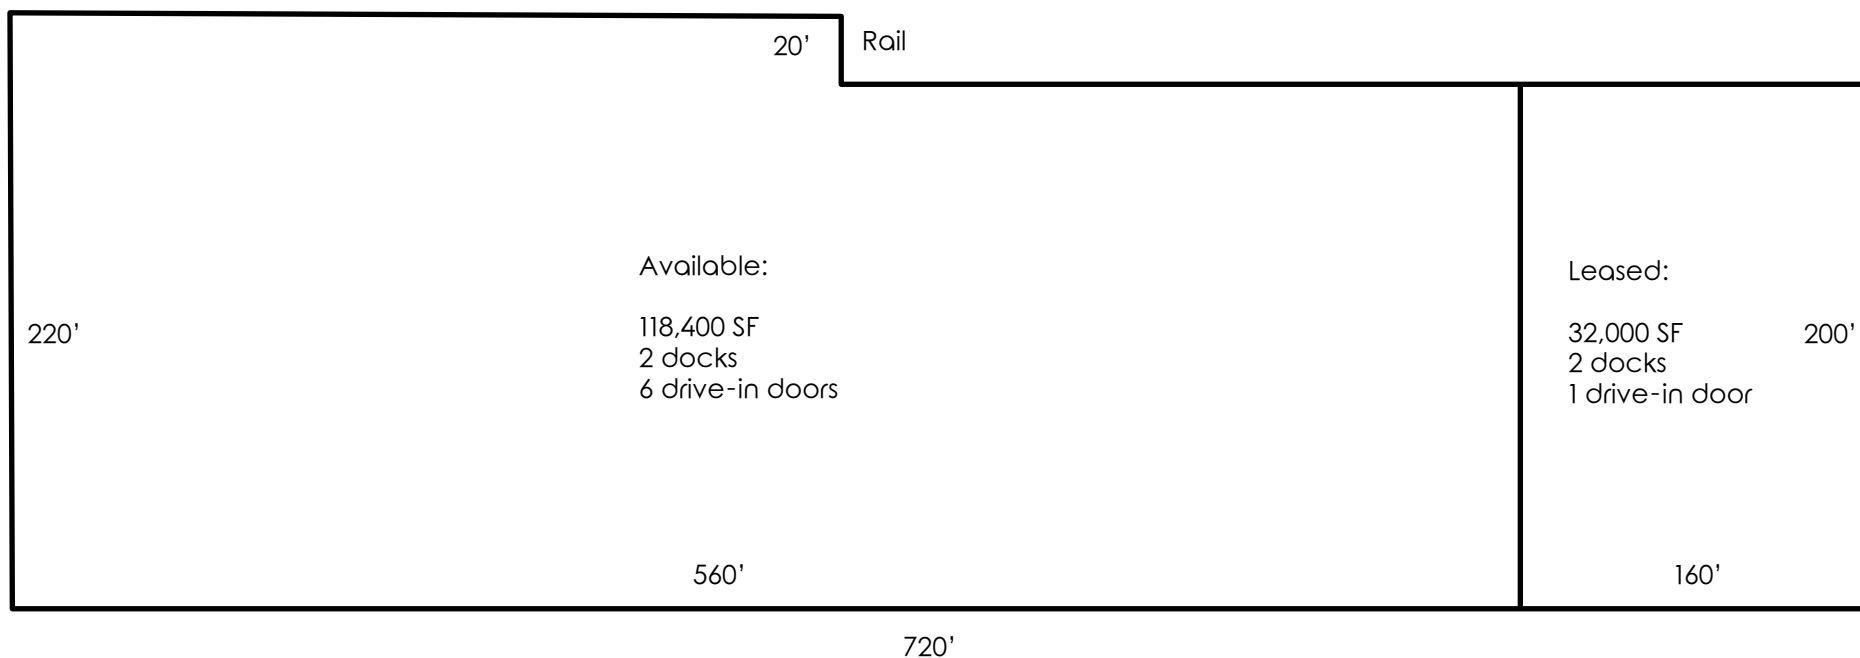 20’
Rail
Available:
118,400 SF
2 docks
6 drive-in doors
220’
560’
Leased:
32,000 SF
2 docks
1 drive-in door
200’
160’
720’